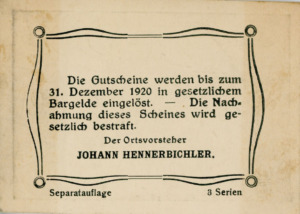 Die Gutscheine werden bis zum
31. Dezember 1920 in gesetzlichem
Bargelde eingelöst. — Die Nach-
ahmung dieses Scheines wird ge-
setzlich bestraft.
Der Ortsvorsteher
JOHANN HENNERBICHLER.
Separatauflage 3 Serien